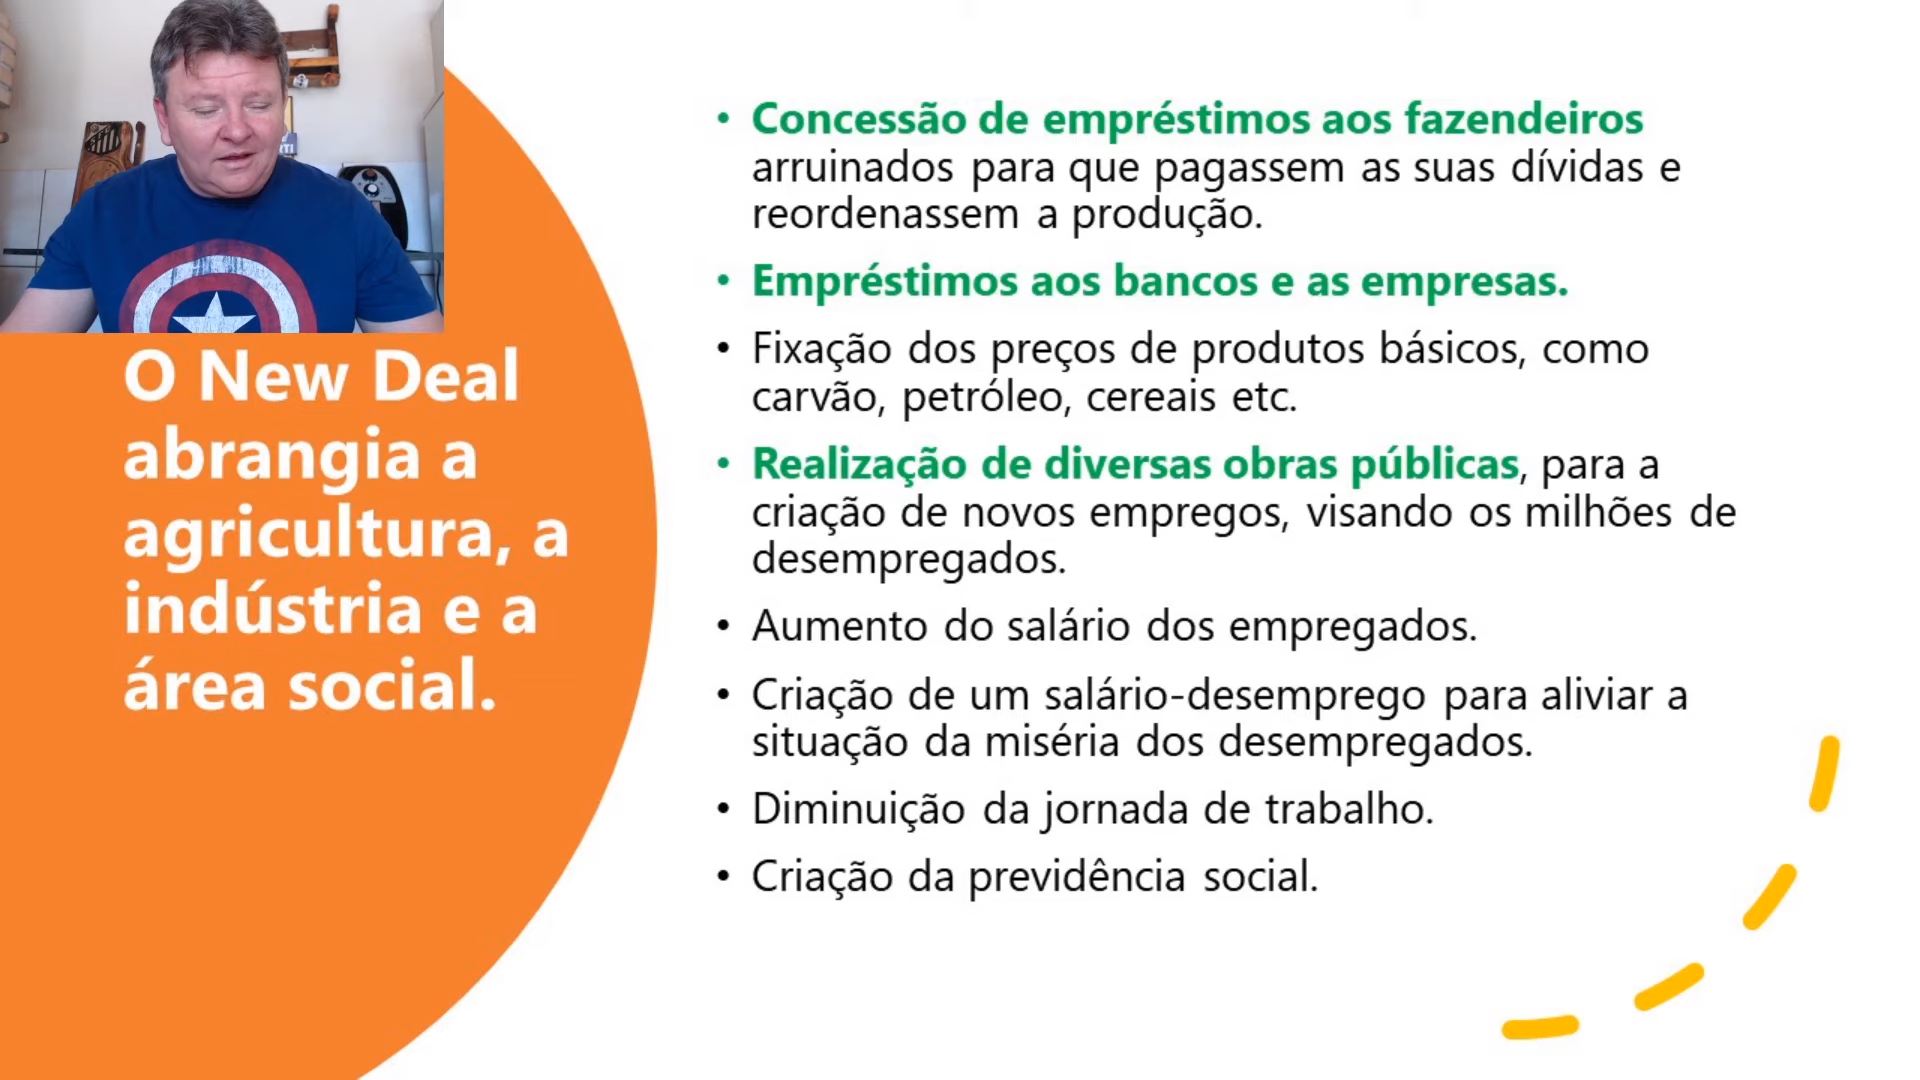 RTI
O New Deal
abrangia a
agricultura, a
indústria e a
área social.
• Concessão de empréstimos aos fazendeiros
arruinados para que pagassem as suas dívidas e
reordenassem a produção.
• Empréstimos aos bancos e as empresas.
• Fixação dos preços de produtos básicos, como
carvão, petróleo, cereais etc.
• Realização de diversas obras públicas, para a
criação de novos empregos, visando os milhões de
desempregados.
• Aumento do salário dos empregados.
• Criação de um salário-desemprego para aliviar a
situação da miséria dos desempregados.
• Diminuição da jornada de trabalho.
• Criação da previdência social.